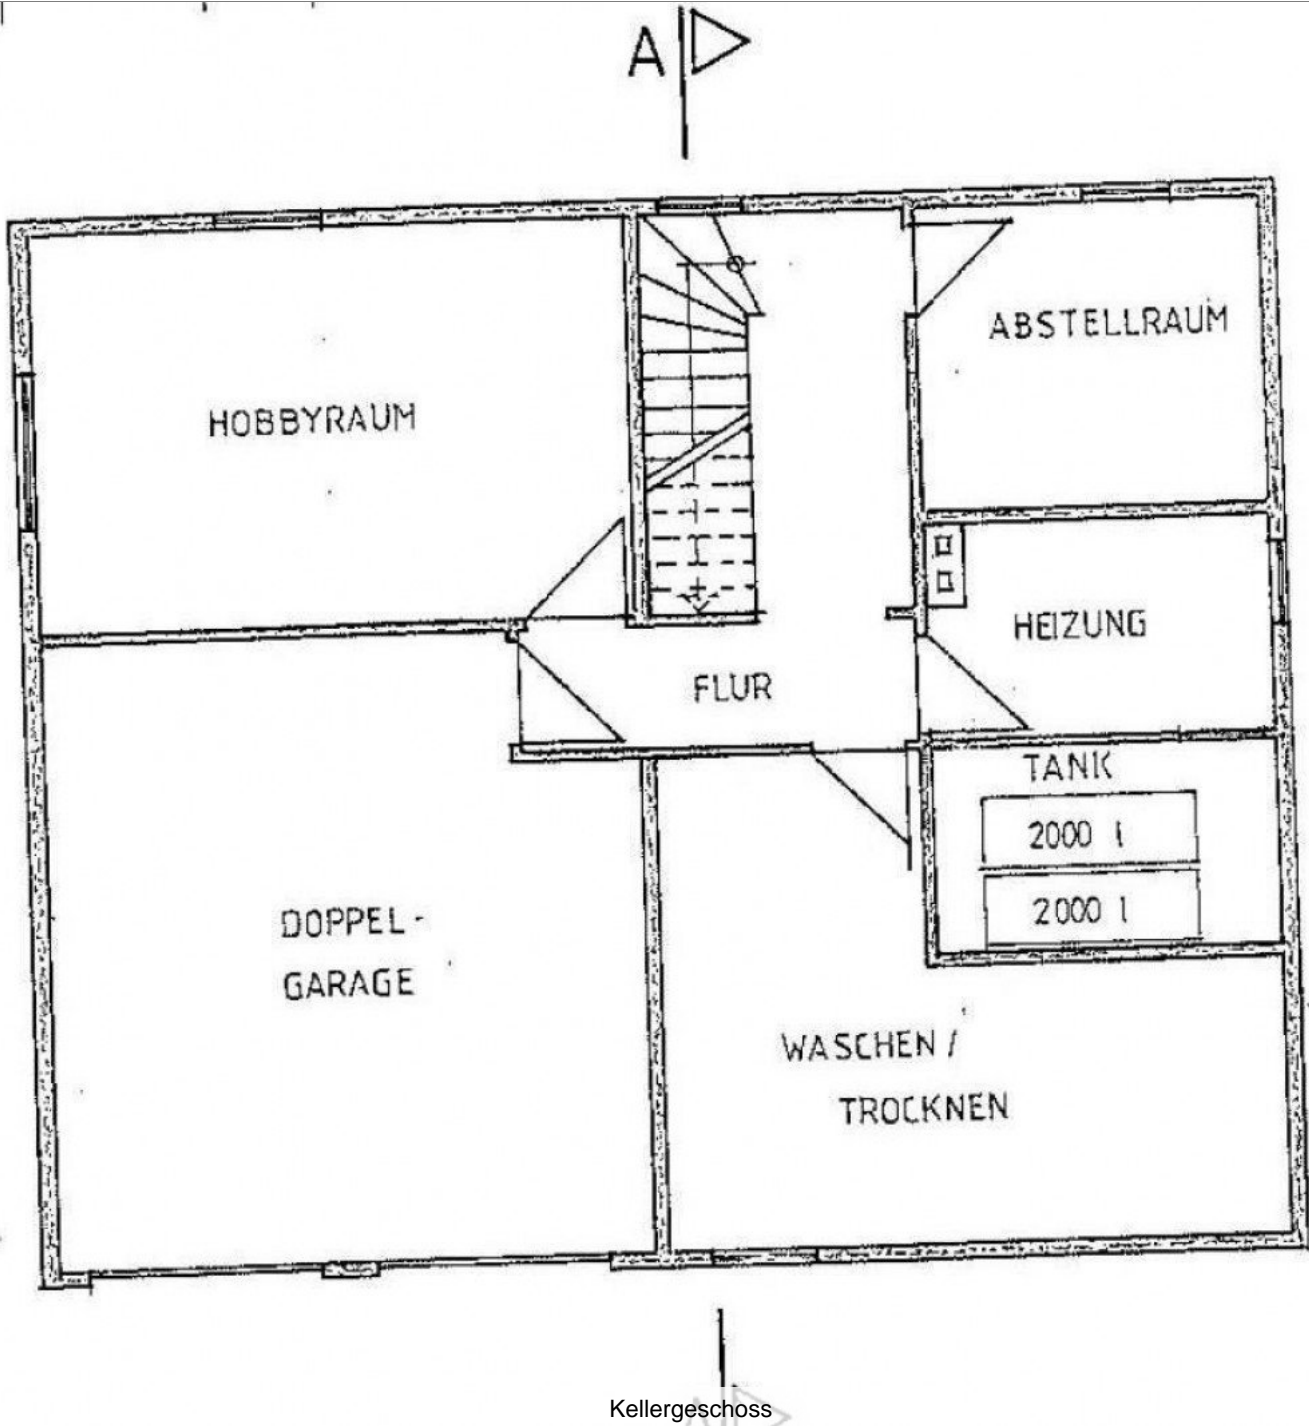 A
ABSTELLRAUM
HOBBYRAUM
HEIZUNG
FLUR
TANK
2000 l
2000 l
DOPPEL-
GARAGE
WASCHEN /
TROCKNEN
Kellergeschoss